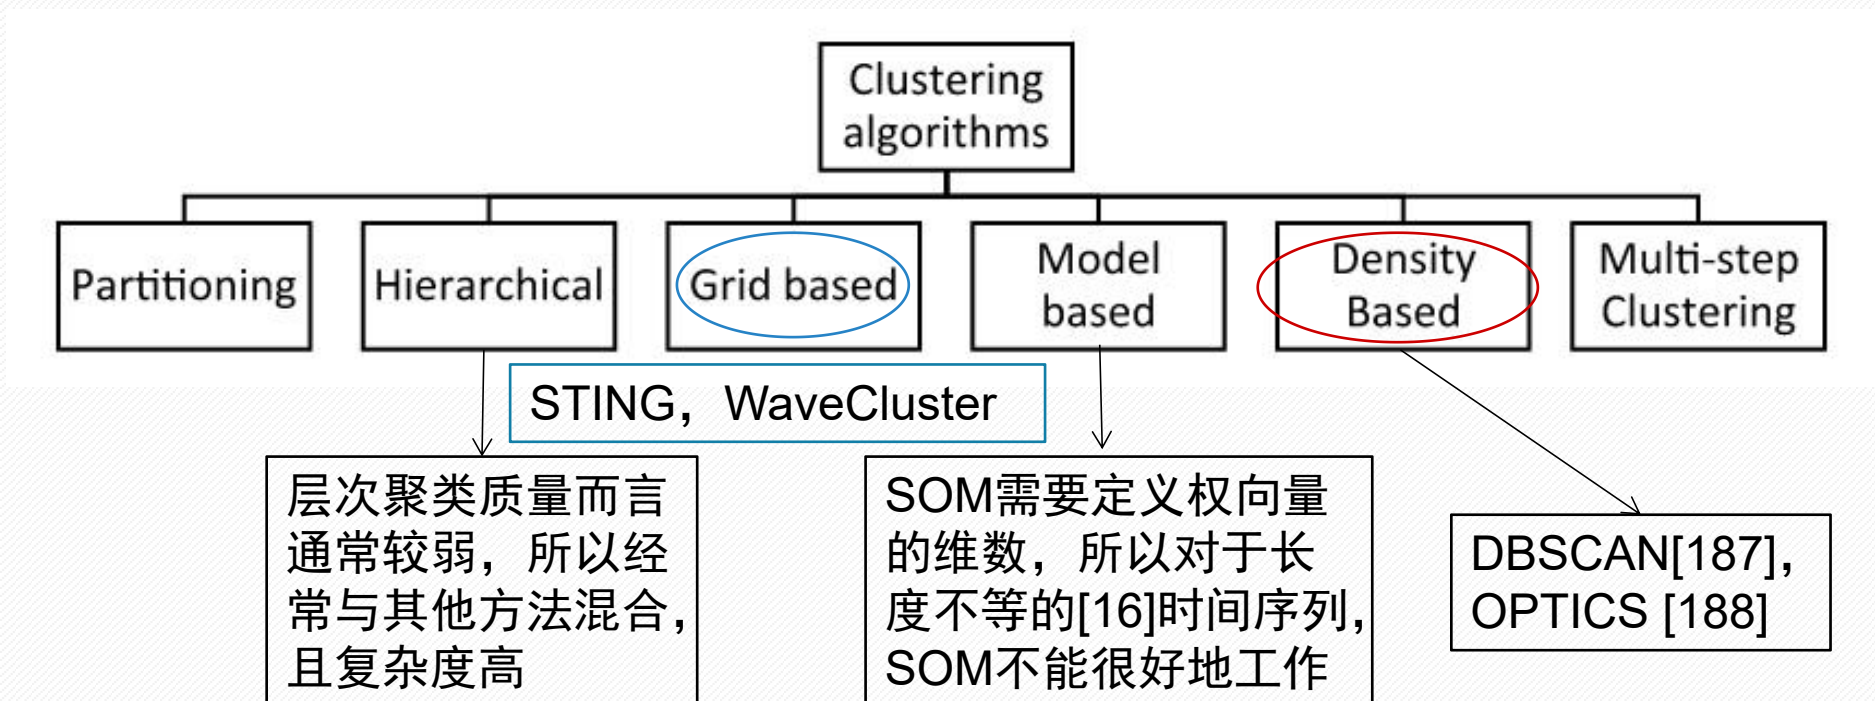 Clustering
algorithms
Partitioning
Hierarchical
Grid based
Model
based
Density
Based
Multi-step
Clustering
STING，WaveCluster
层次聚类质量而言
通常较弱，所以经
常与其他方法混合，
且复杂度高
SOM需要定义权向量
的维数，所以对于长
度不等的[16]时间序列，
SOM不能很好地工作
DBSCAN[187]，
OPTICS [188]